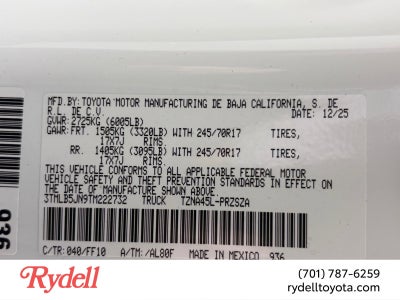 MFD.BY:TOYOTA MOTOR MANUFACTURING DE BAJA CALIFORNIA, S. DE
R.L. DE C.V. DATE: 12/25
GVWR: 2725KG (6005LB)
GAWR:FRT. 1505KG (3320LB) WITH 245/70R17 TIRES,
17X7J RIMS.
RR. 1405KG (3095LB) WITH 245/70R17 TIRES,
17X7J RIMS.
THIS VEHICLE CONFORMS TO ALL APPLICABLE FEDERAL MOTOR
VEHICLE SAFETY AND THEFT PREVENTION STANDARDS IN EFFECT ON
THE DATE OF MANUFACTURE SHOWN ABOVE.
3TMLB5JN9TM222732 TRUCK TZNA45L-PRZSZA
C/TR: 040/FF10 A/TM: /AL80F MADE IN MEXICO 936
936
Rydell
(701) 787-6259
rydelltoyota.com